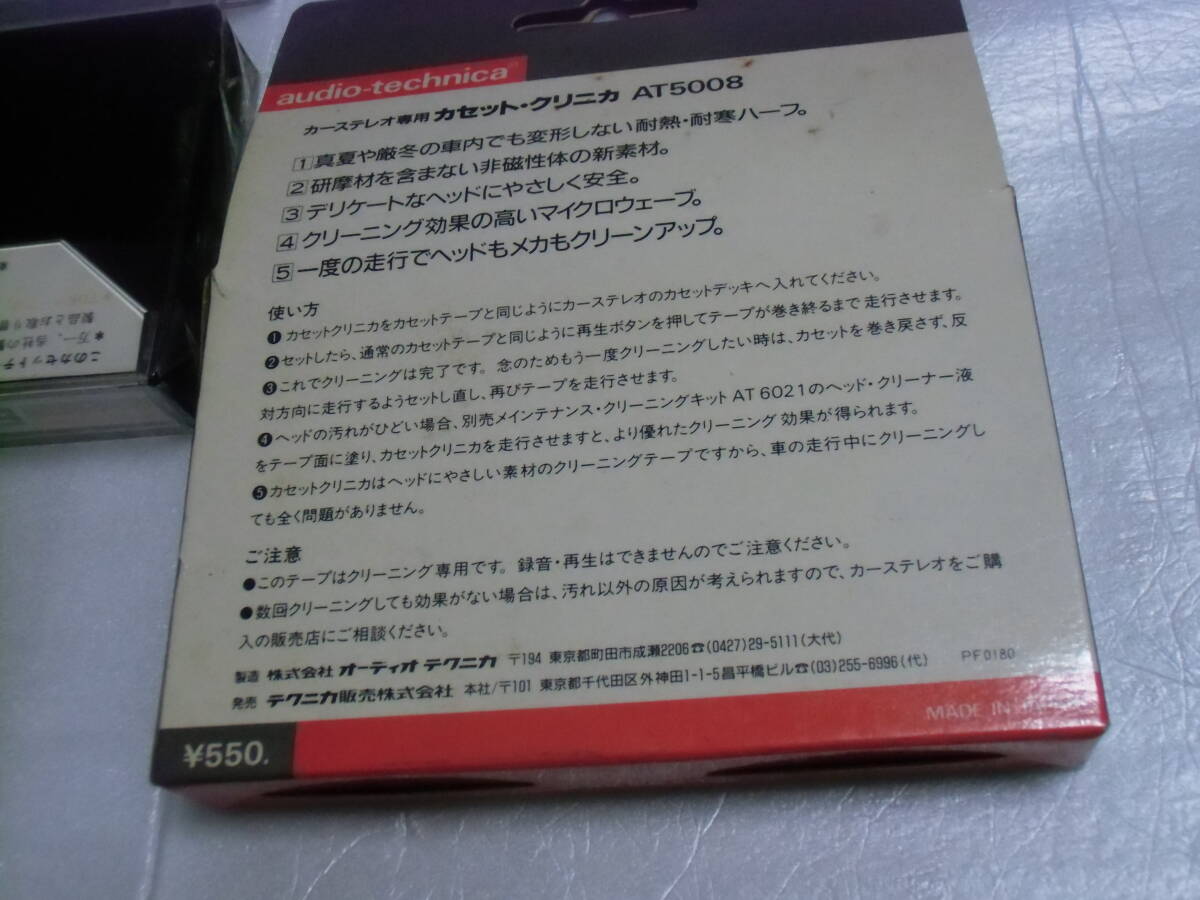 audio-technica
カーステレオ専用 カセット・クリニカ AT5008
1 真夏や厳冬の車内でも変形しない耐熱・耐寒ハーフ。
2 研摩材を含まない非磁性体の新素材。
3 デリケートなヘッドにやさしく安全。
4 クリーニング効果の高いマイクロウェーブ。
5 一度の走行でヘッドもメカもクリーンアップ。
使い方
❶カセットクリニカをカセットテープと同じようにカーステレオのカセットデッキへ入れてください。
❷セットしたら、通常のカセットテープと同じように再生ボタンを押してテープが巻き終るまで走行させます。
❸これでクリーニングは完了です。念のためもう一度クリーニングしたい時は、カセットを巻き戻さず、反
対方向に走行するようセットし直し、再びテープを走行させます。
❹ヘッドの汚れがひどい場合、別売メインテナンス・クリーニングキット AT6021のヘッド・クリーナー液
をテープ面に塗り、カセットクリニカを走行させますと、より優れたクリーニング効果が得られます。
❺カセットクリニカはヘッドにやさしい素材のクリーニングテープですから、車の走行中にクリーニングし
ても全く問題がありません。
ご注意
●このテープはクリーニング専用です。録音・再生はできませんのでご注意ください。
●数回クリーニングしても効果がない場合は、汚れ以外の原因が考えられますので、カーステレオをご購
入の販売店にご相談ください。
製造 株式会社 オーディオテクニカ 〒194 東京都町田市成瀬2206☎(0427)29-5111(大代)
発売 テクニカ販売株式会社 本社/〒101 東京都千代田区外神田1-1-5昌平橋ビル☎(03)255-6996(代)
PF0180
MADE IN
¥550.
このカセットテ
*万一、当社の
製品とお取り替